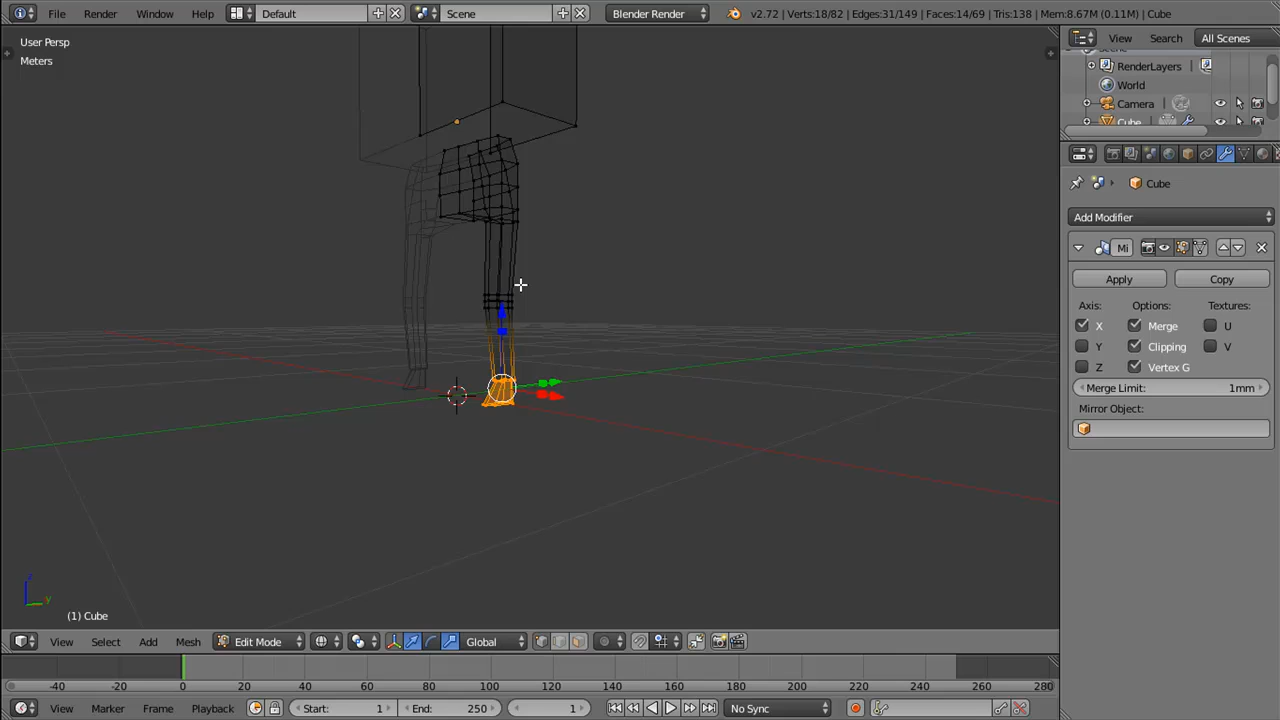 File Render Window Help Default Scene Blender Render v2.72 | Verts:18/82 | Edges:31/149 | Faces:14/69 | Tris:138 | Mem:8.67M (0.11M) | Cube
User Persp
Meters
View Search All Scenes
RenderLayers
World
Camera
Cube
Cube
Add Modifier
Mi
Apply Copy
Axis: Options: Textures:
X Merge U
Y Clipping V
Z Vertex G
Merge Limit: 1mm
Mirror Object:
z
y
(1) Cube
View Select Add Mesh Edit Mode Global
-40 -20 0 20 40 60 80 100 120 140 160 180 200 220 240 260 280
View Marker Frame Playback Start: 1 End: 250 1 No Sync